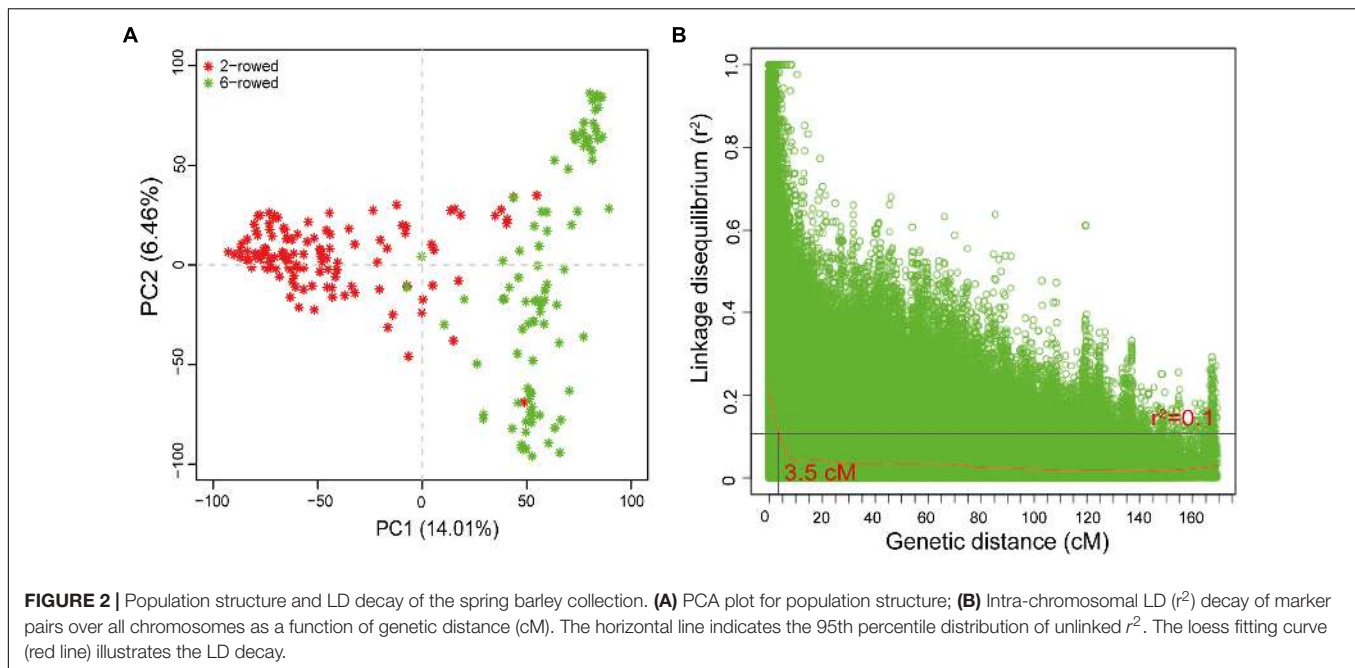 A
2-rowed
6-rowed
100
50
0
-50
-100
PC2 (6.46%)
-100
-50
0
50
100
PC1 (14.01%)
B
1.0
0.8
0.6
0.4
0.2
0
Linkage disequilibrium (r²)
r²=0.1
3.5 cM
0
20
40
60
80
100
120
140
160
Genetic distance (cM)
FIGURE 2 | Population structure and LD decay of the spring barley collection. (A) PCA plot for population structure; (B) Intra-chromosomal LD (r²) decay of marker
pairs over all chromosomes as a function of genetic distance (cM). The horizontal line indicates the 95th percentile distribution of unlinked r². The loess fitting curve
(red line) illustrates the LD decay.